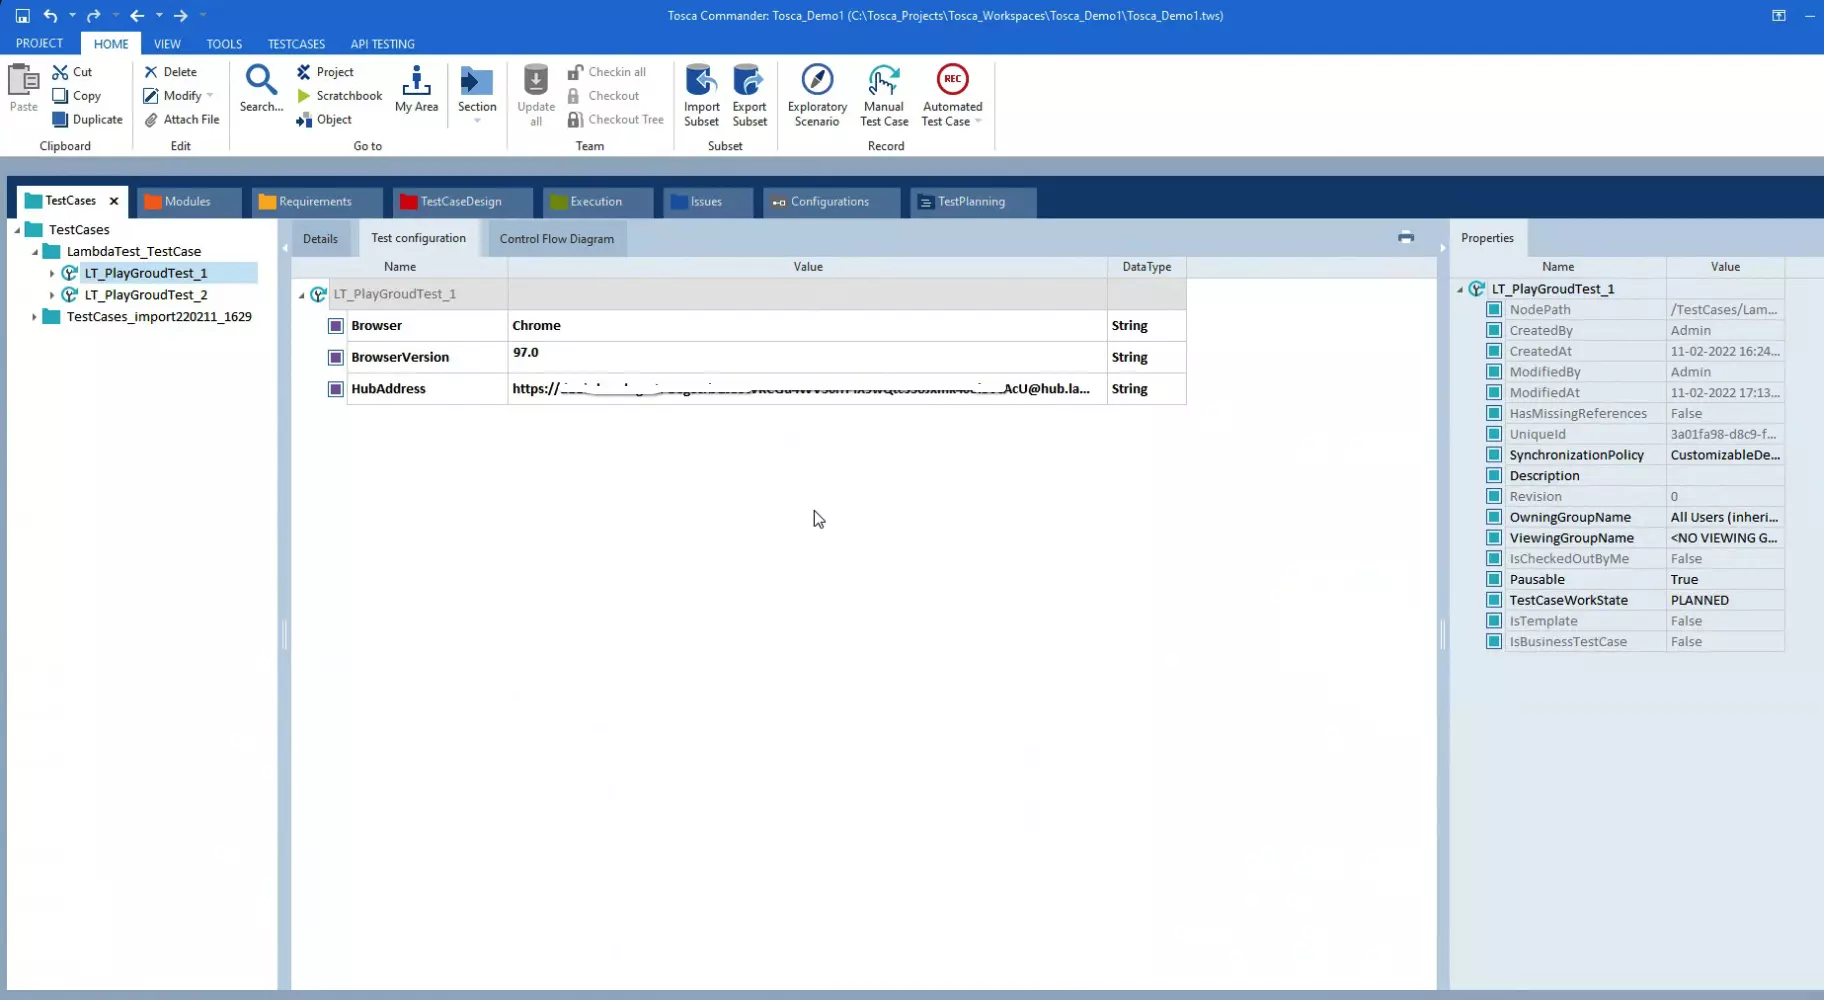 Tosca Commander: Tosca_Demo1 (C:\Tosca_Projects\Tosca_Workspaces\Tosca_Demo1\Tosca_Demo1.tws)
PROJECT HOME VIEW TOOLS TESTCASES API TESTING
Paste
Cut
Copy
Duplicate
Clipboard
Delete
Modify
Attach File
Edit
Search...
Project
Scratchbook
Object
My Area
Go to
Section
Update all
Checkin all
Checkout
Checkout Tree
Team
Import Subset
Export Subset
Subset
Exploratory Scenario
Manual Test Case
REC
Automated Test Case
Record
TestCases Modules Requirements TestCaseDesign Execution Issues Configurations TestPlanning
TestCases
LambdaTest_TestCase
LT_PlayGroudTest_1
LT_PlayGroudTest_2
TestCases_import220211_1629
Details Test configuration Control Flow Diagram
Name Value DataType
LT_PlayGroudTest_1
Browser Chrome String
BrowserVersion 97.0 String
HubAddress https:// AcU@hub.la... String
Properties
Name Value
LT_PlayGroudTest_1
NodePath /TestCases/Lam...
CreatedBy Admin
CreatedAt 11-02-2022 16:24...
ModifiedBy Admin
ModifiedAt 11-02-2022 17:13...
HasMissingReferences False
UniqueId 3a01fa98-d8c9-f...
SynchronizationPolicy CustomizableDe...
Description
Revision 0
OwningGroupName All Users (inheri...
ViewingGroupName <NO VIEWING G...
IsCheckedOutByMe False
Pausable True
TestCaseWorkState PLANNED
IsTemplate False
IsBusinessTestCase False